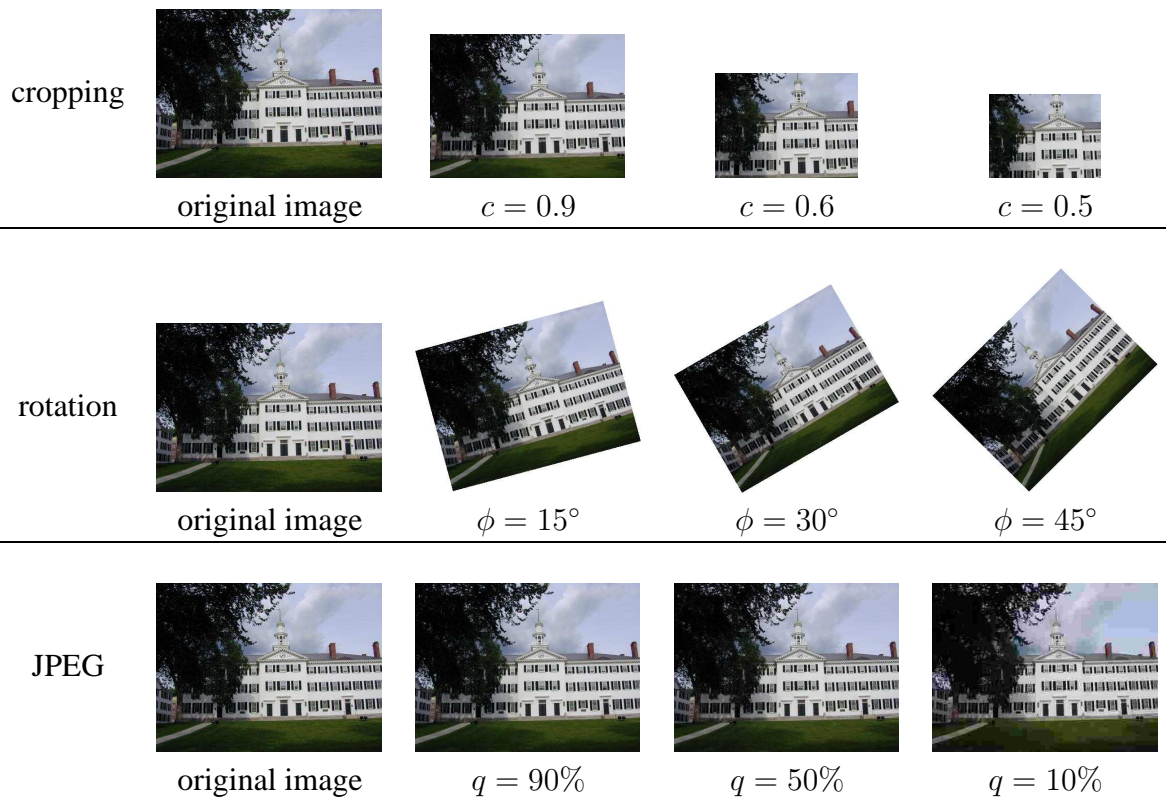 cropping
original image
c = 0.9
c = 0.6
c = 0.5
rotation
original image
ϕ = 15°
ϕ = 30°
ϕ = 45°
JPEG
original image
q = 90%
q = 50%
q = 10%